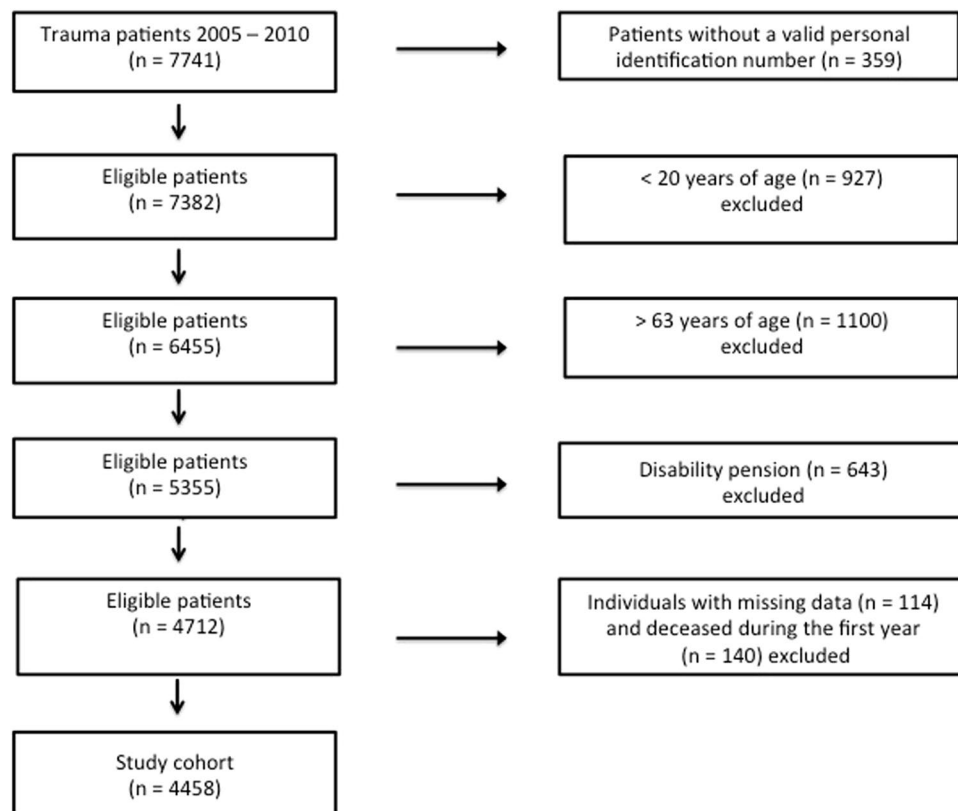 Trauma patients 2005 – 2010
(n = 7741)
Patients without a valid personal
identification number (n = 359)
Eligible patients
(n = 7382)
< 20 years of age (n = 927)
excluded
Eligible patients
(n = 6455)
> 63 years of age (n = 1100)
excluded
Eligible patients
(n = 5355)
Disability pension (n = 643)
excluded
Eligible patients
(n = 4712)
Individuals with missing data (n = 114)
and deceased during the first year
(n = 140) excluded
Study cohort
(n = 4458)